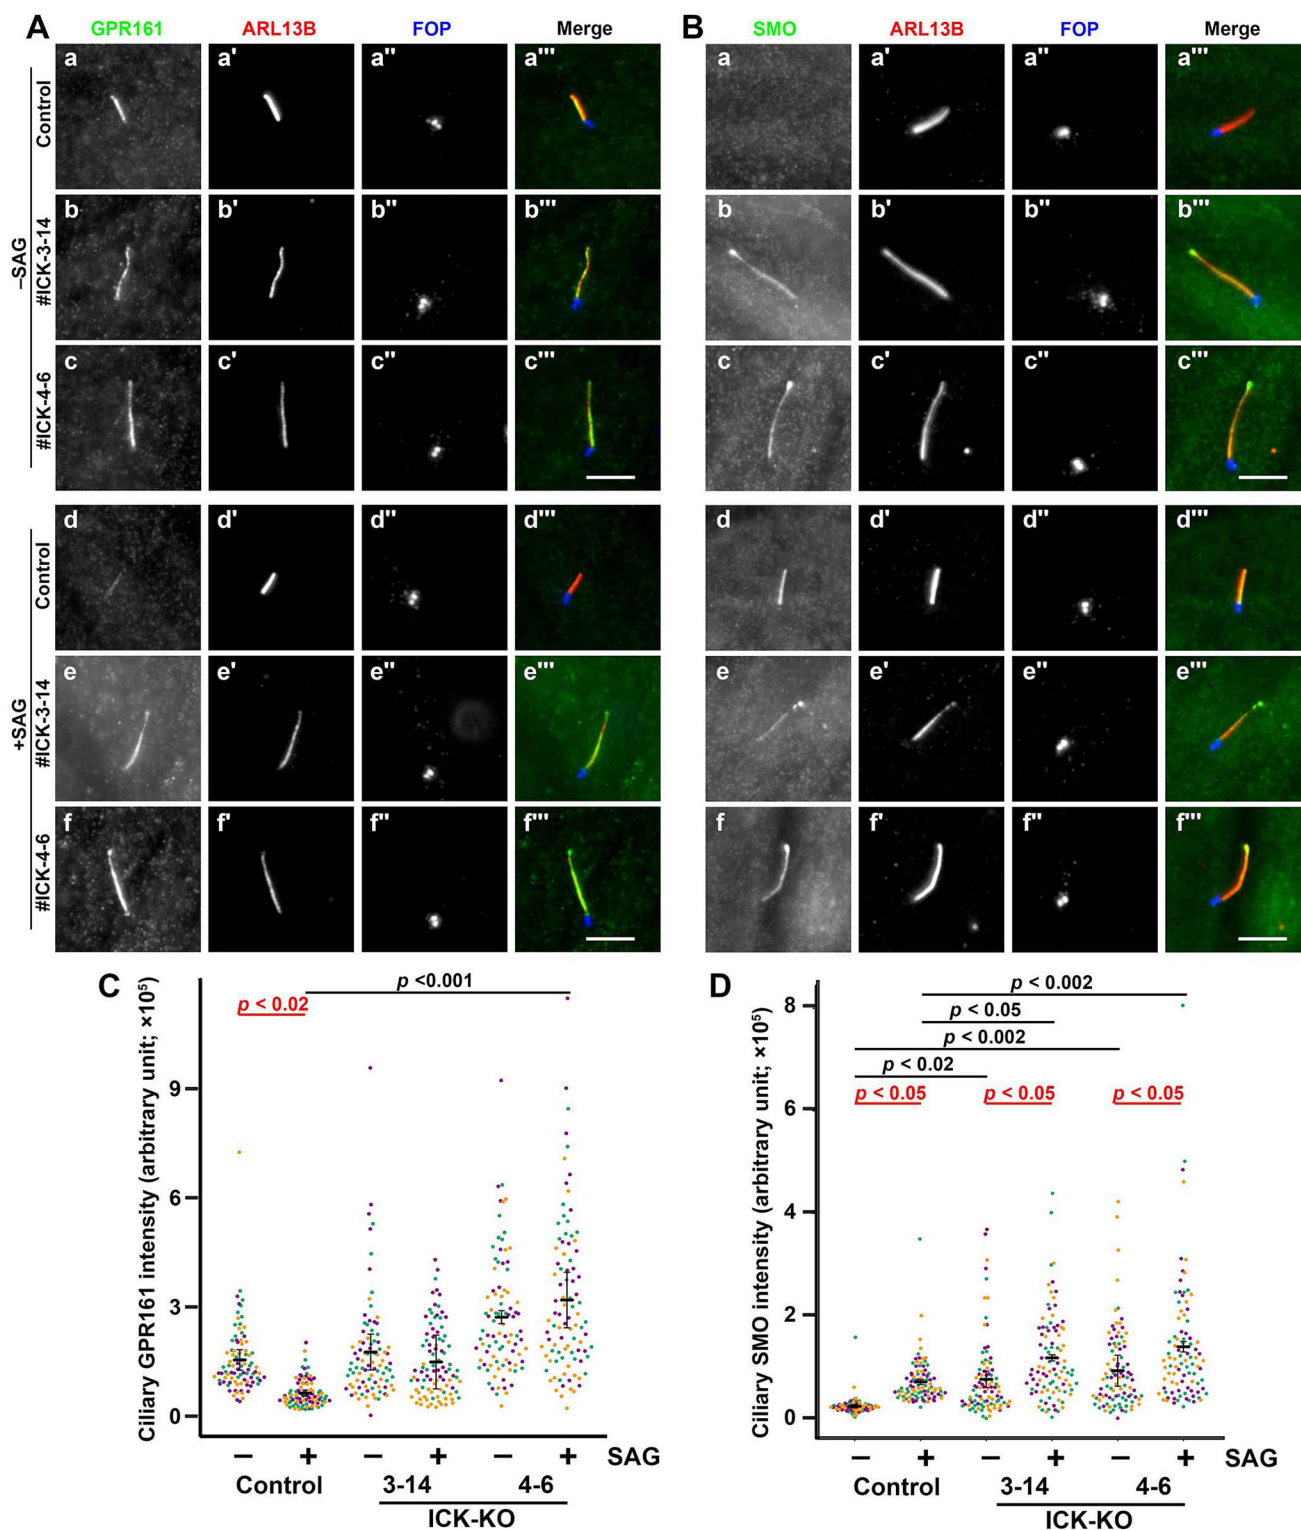 A
GPR161 ARL13B FOP Merge
–SAG
Control
a a' a'' a'''
#ICK-3-14
b b' b'' b'''
#ICK-4-6
c c' c'' c'''
+SAG
Control
d d' d'' d'''
#ICK-3-14
e e' e'' e'''
#ICK-4-6
f f' f'' f'''
B
SMO ARL13B FOP Merge
a a' a'' a'''
b b' b'' b'''
c c' c'' c'''
d d' d'' d'''
e e' e'' e'''
f f' f'' f'''
C
Ciliary GPR161 intensity (arbitrary unit; ×10⁵)
p <0.001
p < 0.02
9
6
3
0
− + − + − + SAG
Control 3-14 4-6
ICK-KO
D
Ciliary SMO intensity (arbitrary unit; ×10⁵)
p < 0.002
p < 0.05
p < 0.002
p < 0.02
p < 0.05 p < 0.05 p < 0.05
8
6
4
2
0
− + − + − + SAG
Control 3-14 4-6
ICK-KO